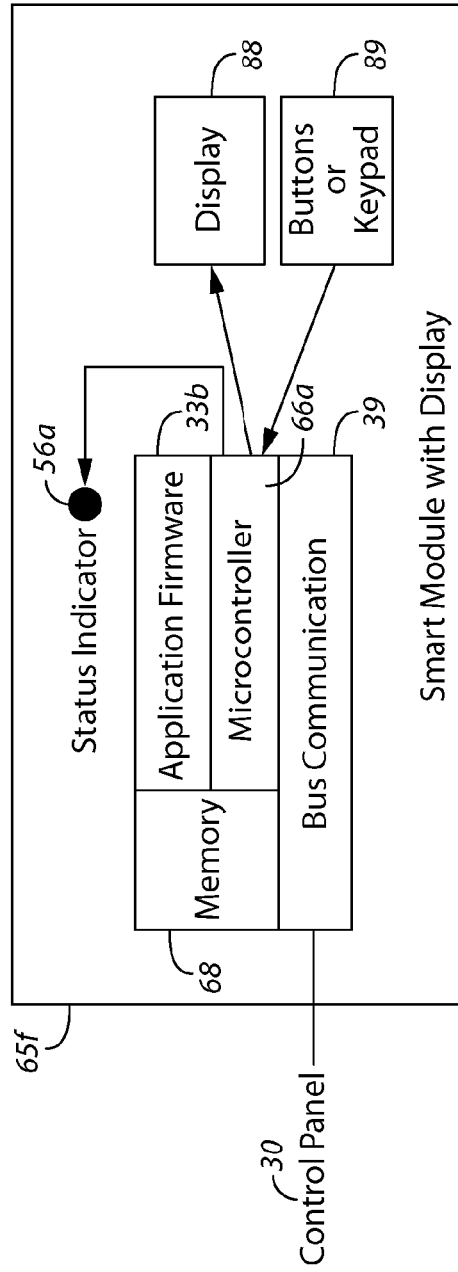 65f
56a
Status Indicator
33b
88
Display
68
Memory
Application Firmware
Microcontroller
66a
89
Buttons
or
Keypad
30
Control Panel
Bus Communication
39
Smart Module with Display